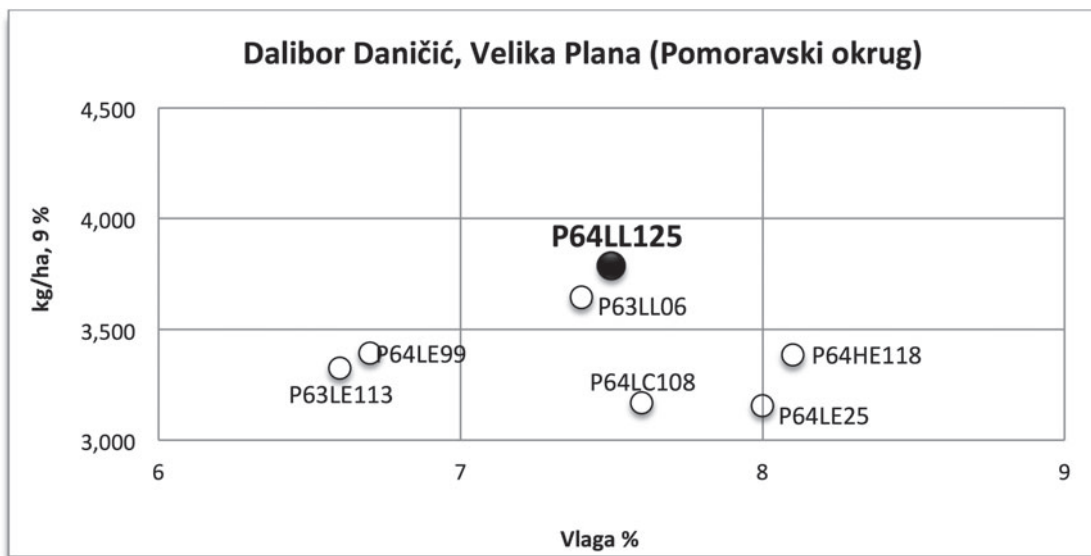 Dalibor Daničić, Velika Plana (Pomoravski okrug)
4,500
4,000
3,500
3,000
kg/ha, 9 %
P64LL125
P63LL06
P64LE99
P63LE113
P64LC108
P64HE118
P64LE25
6
7
8
9
Vlaga %